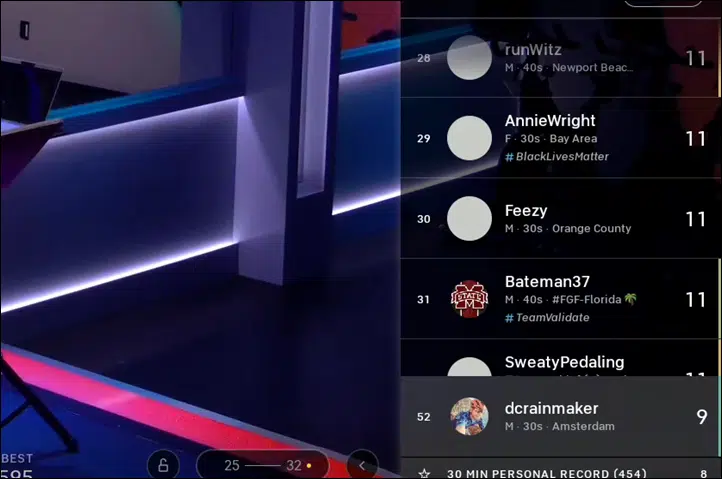 28
runWitz
M · 40s · Newport Beac...
11
29
AnnieWright
F · 30s · Bay Area
# BlackLivesMatter
11
30
Feezy
M · 30s · Orange County
11
31
STATE
M
Bateman37
M · 40s · #FGF-Florida 🌴
# TeamValidate
11
SweatyPedaling
11
52
dcrainmaker
M · 30s · Amsterdam
9
30 MIN PERSONAL RECORD (454)
8
BEST
595
25
32